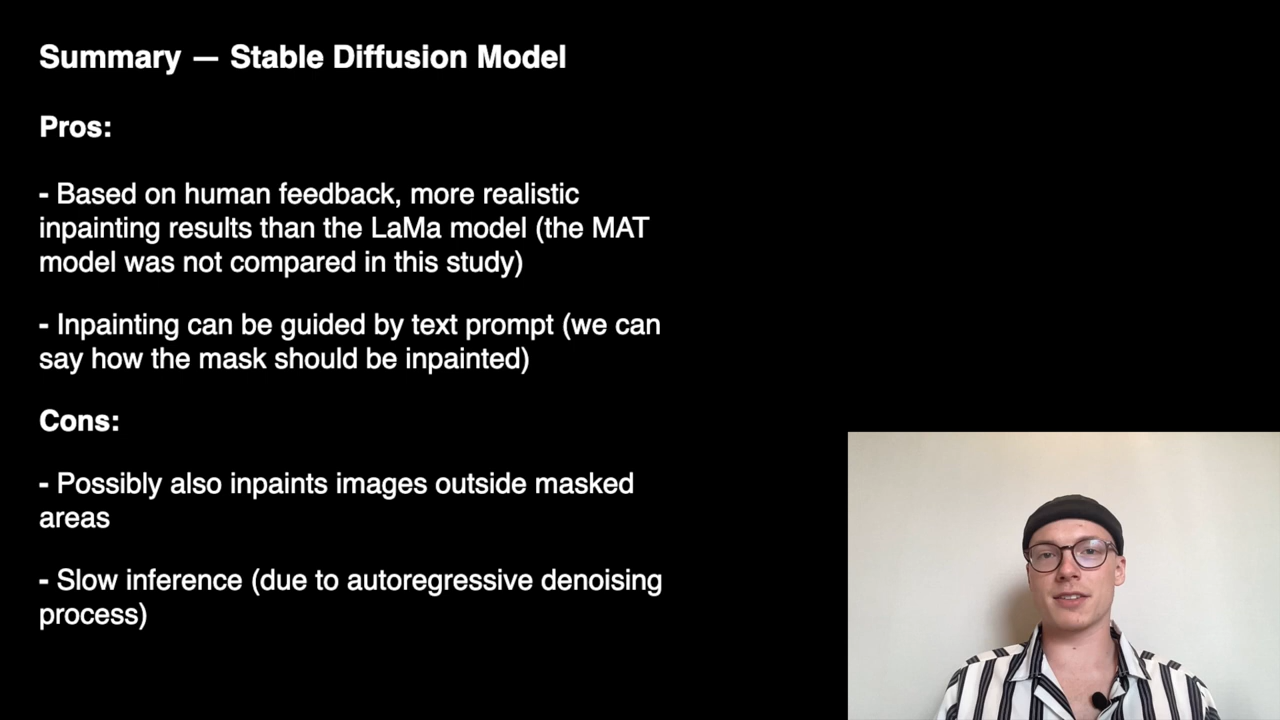 Summary — Stable Diffusion Model
Pros:
- Based on human feedback, more realistic
inpainting results than the LaMa model (the MAT
model was not compared in this study)
- Inpainting can be guided by text prompt (we can
say how the mask should be inpainted)
Cons:
- Possibly also inpaints images outside masked
areas
- Slow inference (due to autoregressive denoising
process)